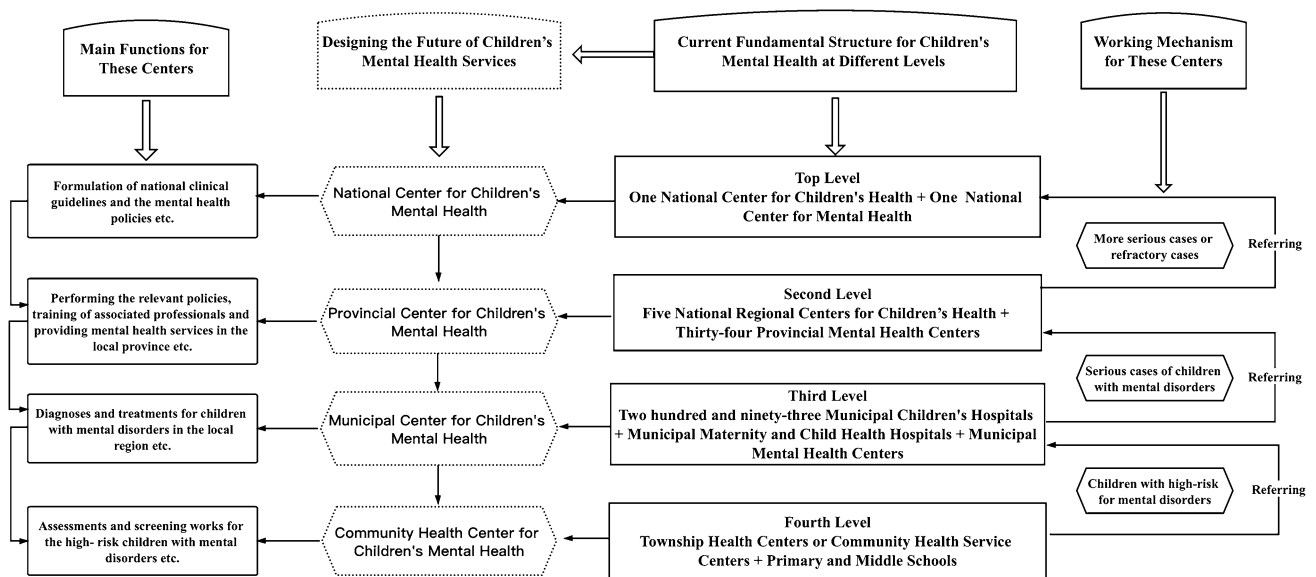 Main Functions for
These Centers
Designing the Future of Children's
Mental Health Services
Current Fundamental Structure for Children's
Mental Health at Different Levels
Working Mechanism
for These Centers
Formulation of national clinical
guidelines and the mental health
policies etc.
National Center for Children's
Mental Health
Top Level
One National Center for Children's Health + One National
Center for Mental Health
More serious cases or
refractory cases
Referring
Performing the relevant policies,
training of associated professionals and
providing mental health services in the
local province etc.
Provincial Center for Children's
Mental Health
Second Level
Five National Regional Centers for Children's Health +
Thirty-four Provincial Mental Health Centers
Serious cases of children
with mental disorders
Referring
Diagnoses and treatments for children
with mental disorders in the local
region etc.
Municipal Center for Children's
Mental Health
Third Level
Two hundred and ninety-three Municipal Children's Hospitals
+ Municipal Maternity and Child Health Hospitals + Municipal
Mental Health Centers
Children with high-risk
for mental disorders
Referring
Assessments and screening works for
the high- risk children with mental
disorders etc.
Community Health Center for
Children's Mental Health
Fourth Level
Township Health Centers or Community Health Service
Centers + Primary and Middle Schools